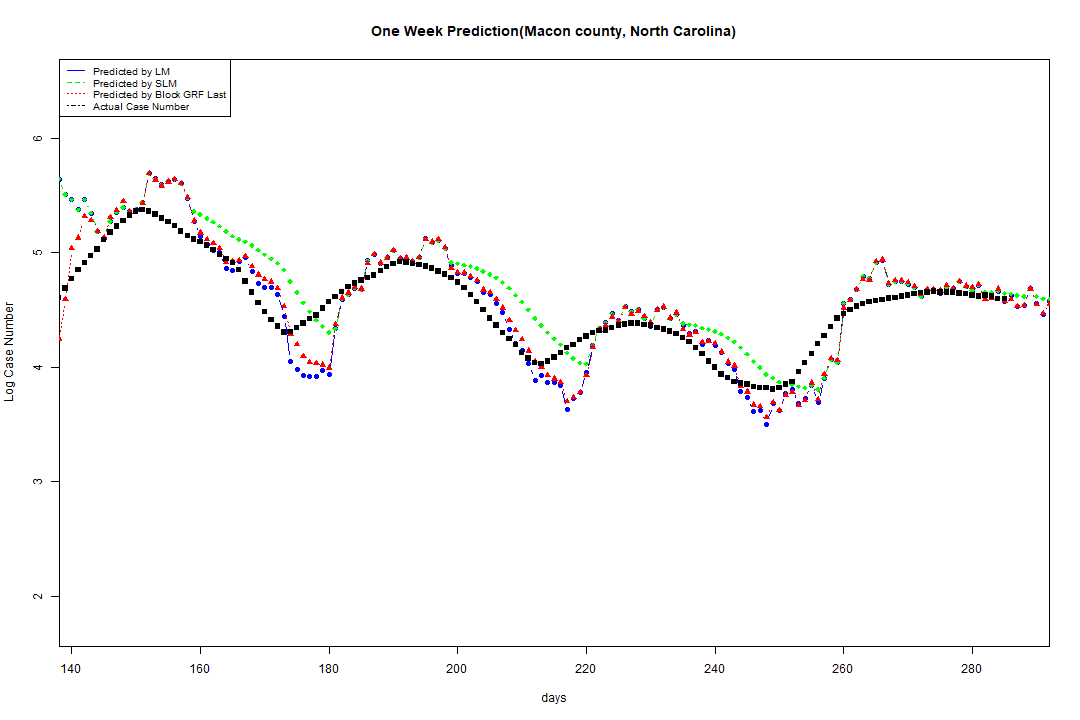 One Week Prediction(Macon county, North Carolina)
Predicted by LM
Predicted by SLM
Predicted by Block GRF Last
Actual Case Number
6
5
4
3
2
Log Case Number
140 160 180 200 220 240 260 280
days